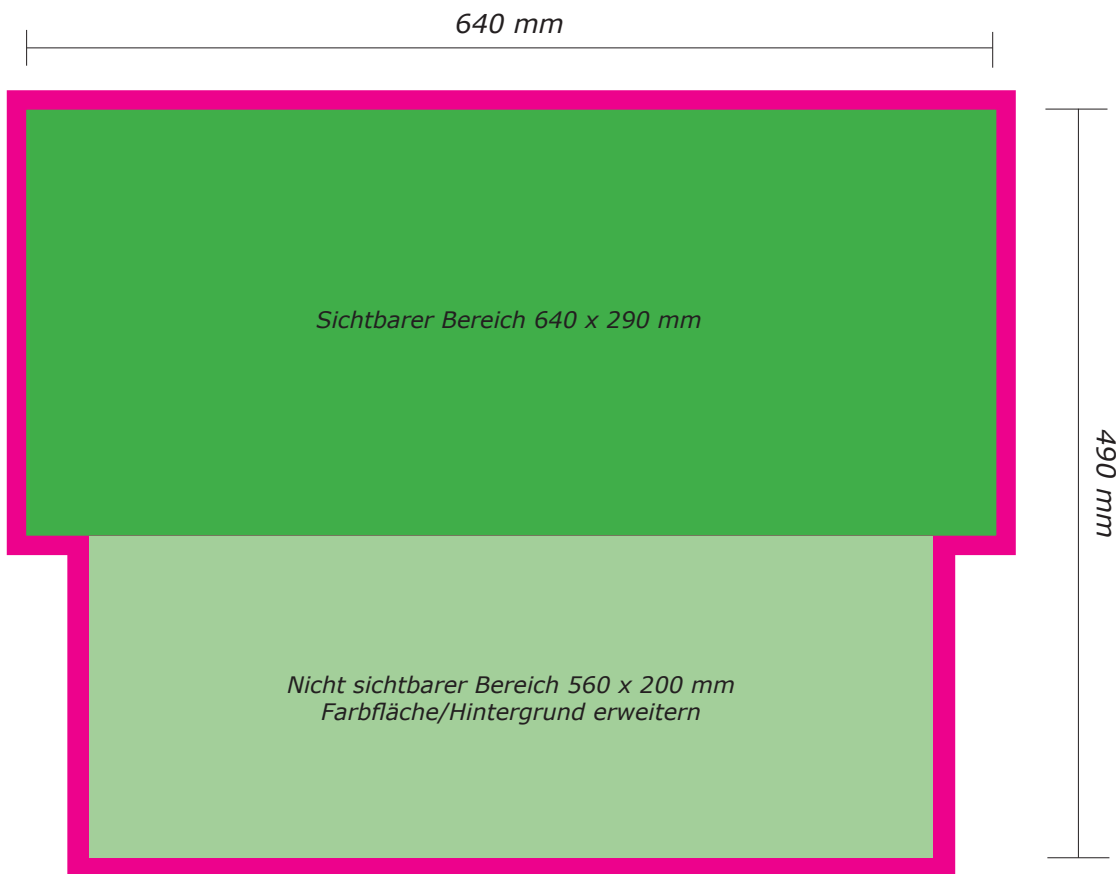 640 mm
Sichtbarer Bereich 640 x 290 mm
490 mm
Nicht sichtbarer Bereich 560 x 200 mm
Farbfläche/Hintergrund erweitern